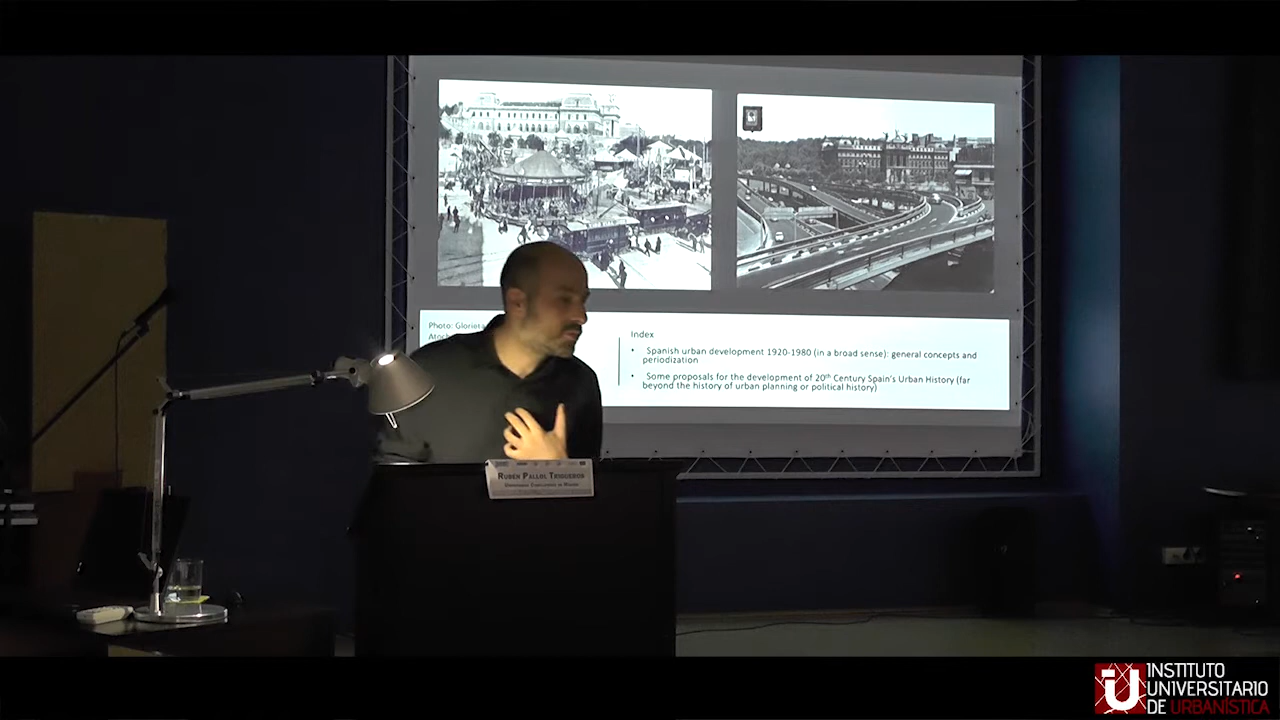 Photo: Glorieta
Atoch
Index
• Spanish urban development 1920-1980 (in a broad sense): general concepts and
periodization
• Some proposals for the development of 20th Century Spain's Urban History (far
beyond the history of urban planning or political history)
RUBÉN PALLOL TRIGUEROS
INSTITUTO
UNIVERSITARIO
DE URBANÍSTICA